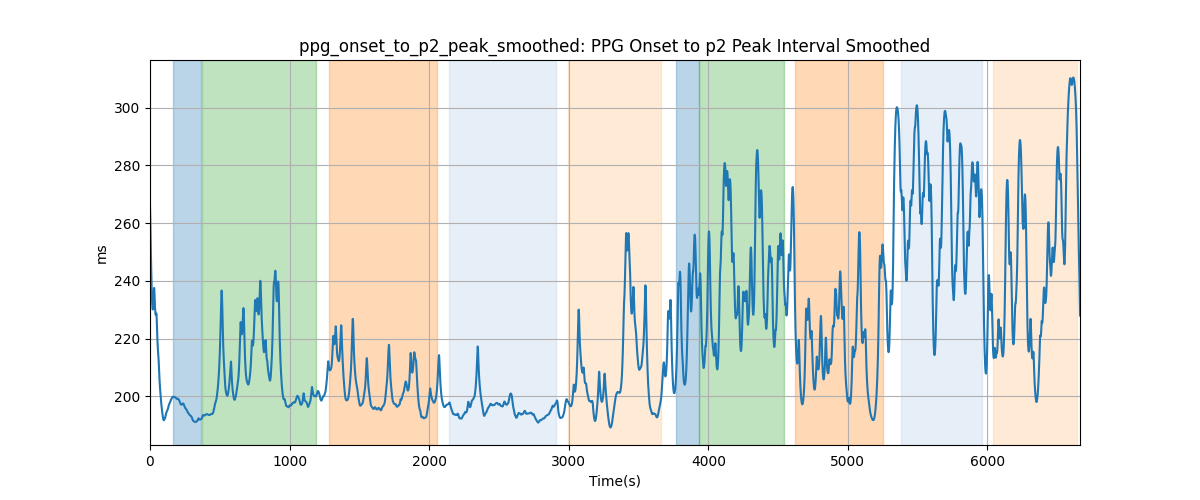 ppg_onset_to_p2_peak_smoothed: PPG Onset to p2 Peak Interval Smoothed
300
280
260
240
220
200
ms
0 1000 2000 3000 4000 5000 6000
Time(s)